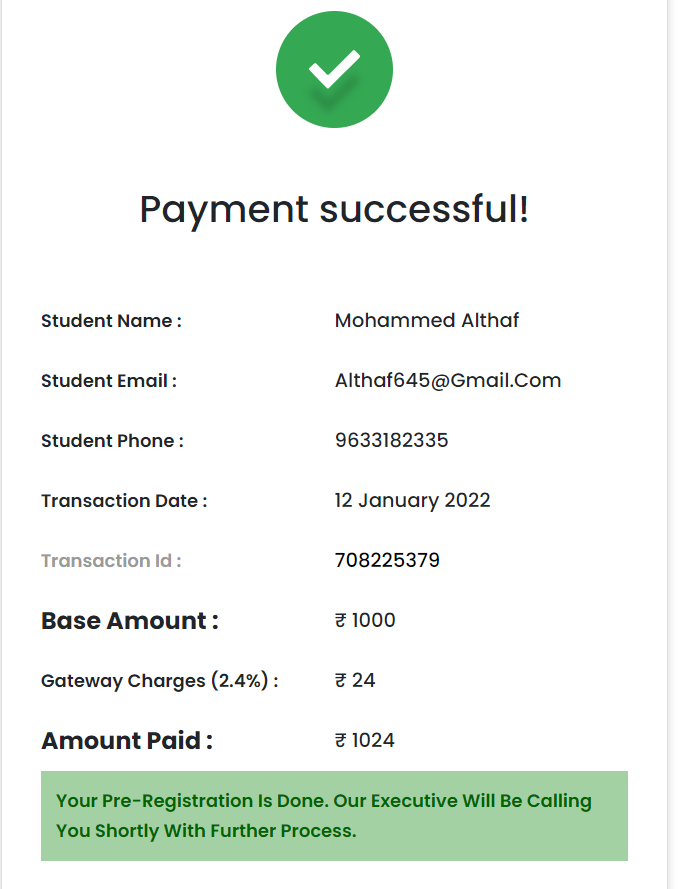 Payment successful!
Student Name : Mohammed Althaf
Student Email : Althaf645@Gmail.Com
Student Phone : 9633182335
Transaction Date : 12 January 2022
Transaction Id : 708225379
Base Amount : ₹ 1000
Gateway Charges (2.4%) : ₹ 24
Amount Paid : ₹ 1024
Your Pre-Registration Is Done. Our Executive Will Be Calling
You Shortly With Further Process.